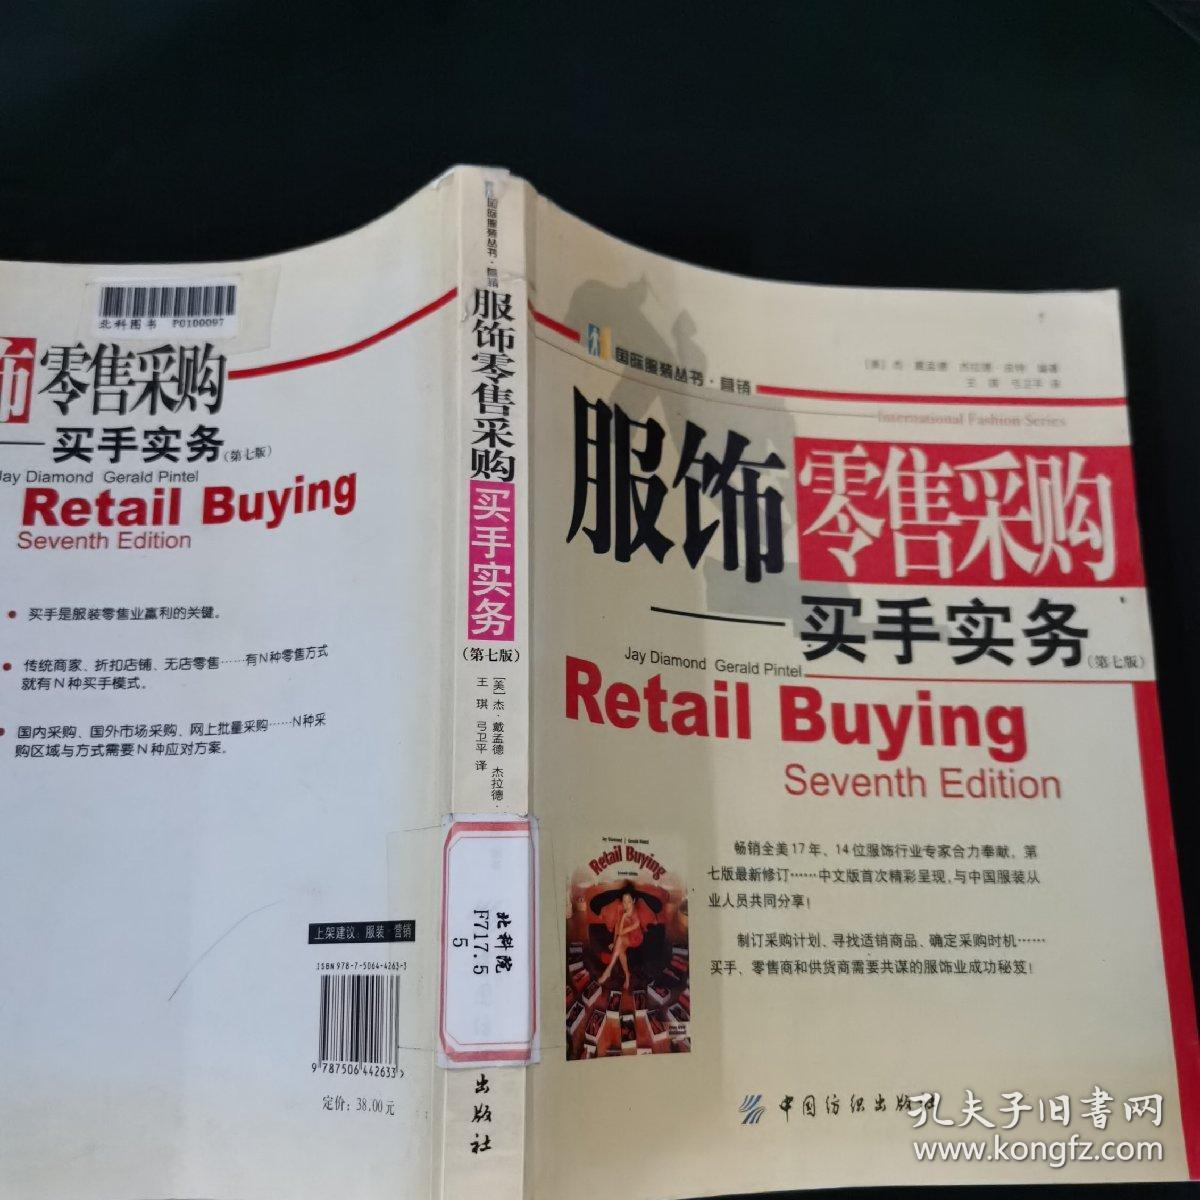 北科图书 P0100097
饰零售采购
——买手实务(第七版)
Jay Diamond Gerald Pintel
Retail Buying
Seventh Edition
• 买手是服装零售业赢利的关键。
• 传统商家、折扣店铺、无店零售……有N种零售方式
就有N种买手模式。
• 国内采购、国外市场采购、网上批量采购……N种采
购区域与方式需要N种应对方案。
上架建议：服装·营销
ISBN 978-7-5064-4263-3
9 787506 442633 >
定价：38.00元
国际服装丛书·营销
服饰零售采购
买手实务
(第七版)
[美]杰·戴孟德 杰拉德·
王琪 弓卫平 译
北科院
F717.5
5
出版社
国际服装丛书·营销
[美]杰·戴孟德 杰拉德·皮特 编著
王琪 弓卫平 译
International Fashion Series
服饰零售采购
——买手实务(第七版)
Jay Diamond Gerald Pintel
Retail Buying
Seventh Edition
Jay Diamond Gerald Pintel
Retail Buying
畅销全美17年、14位服饰行业专家合力奉献，第
七版最新修订……中文版首次精彩呈现，与中国服装从
业人员共同分享！
制订采购计划、寻找适销商品、确定采购时机……
买手、零售商和供货商需要共谋的服饰业成功秘笈！
中国纺织出版社
孔夫子旧书网
www.kongfz.com